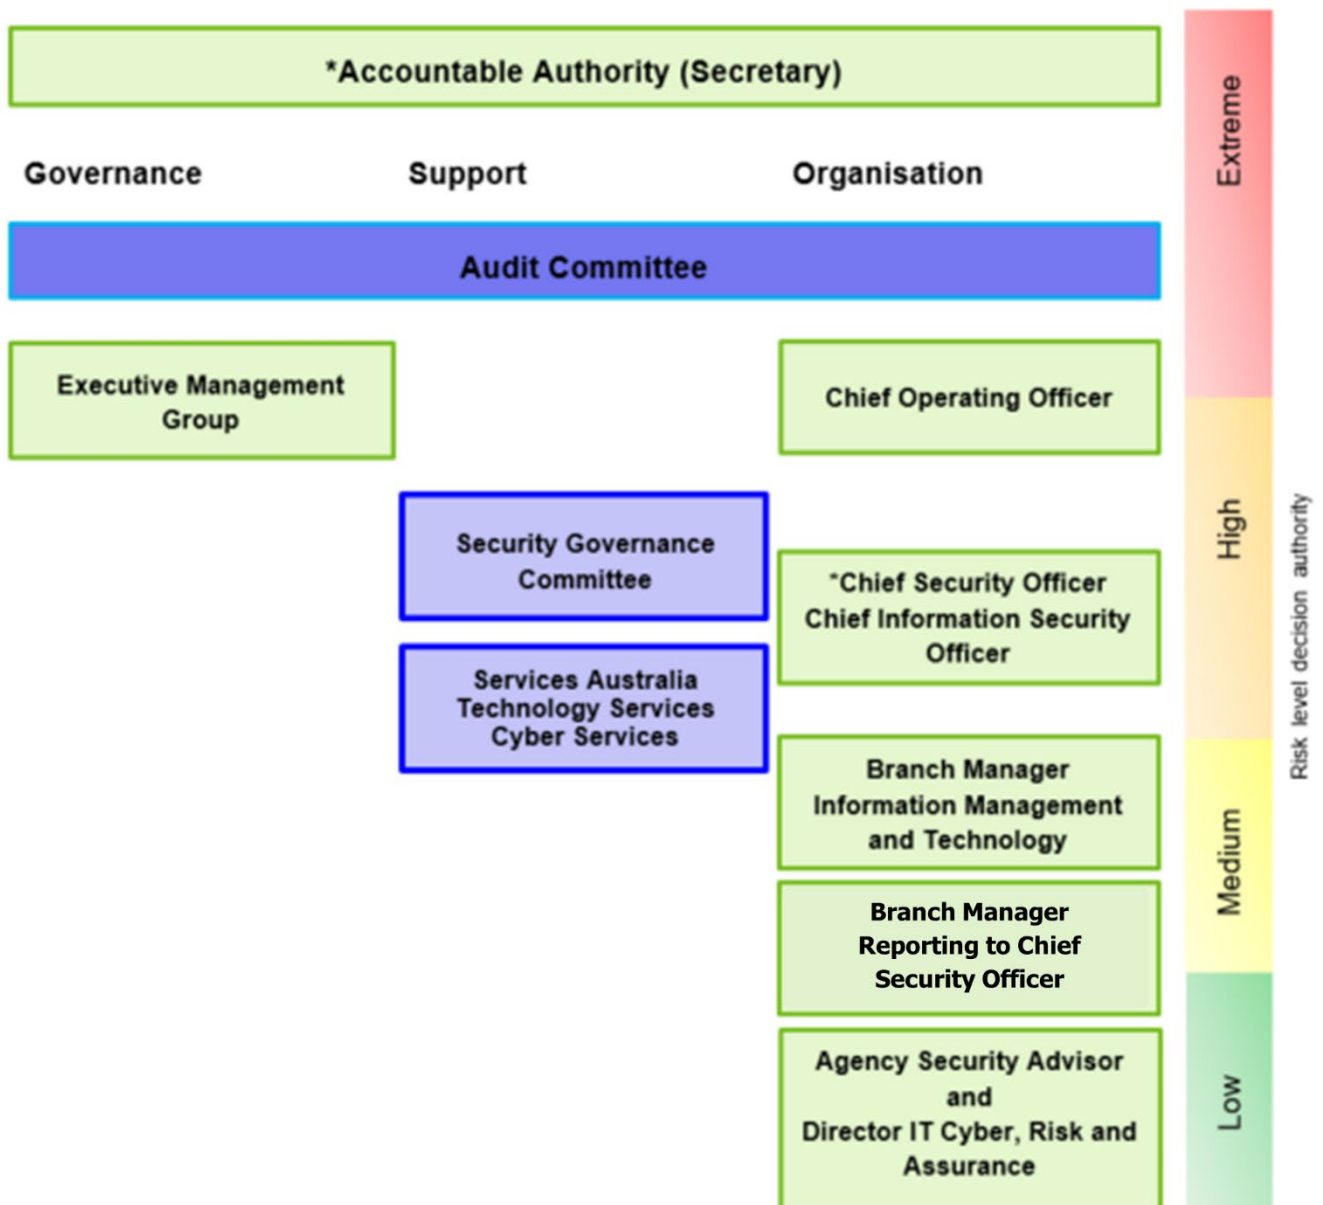 *Accountable Authority (Secretary)
Governance
Support
Organisation
Audit Committee
Executive Management
Group
Chief Operating Officer
Security Governance
Committee
*Chief Security Officer
Chief Information Security
Officer
Services Australia
Technology Services
Cyber Services
Branch Manager
Information Management
and Technology
Branch Manager
Reporting to Chief
Security Officer
Agency Security Advisor
and
Director IT Cyber, Risk and
Assurance
Extreme
High
Medium
Low
Risk level decision authority